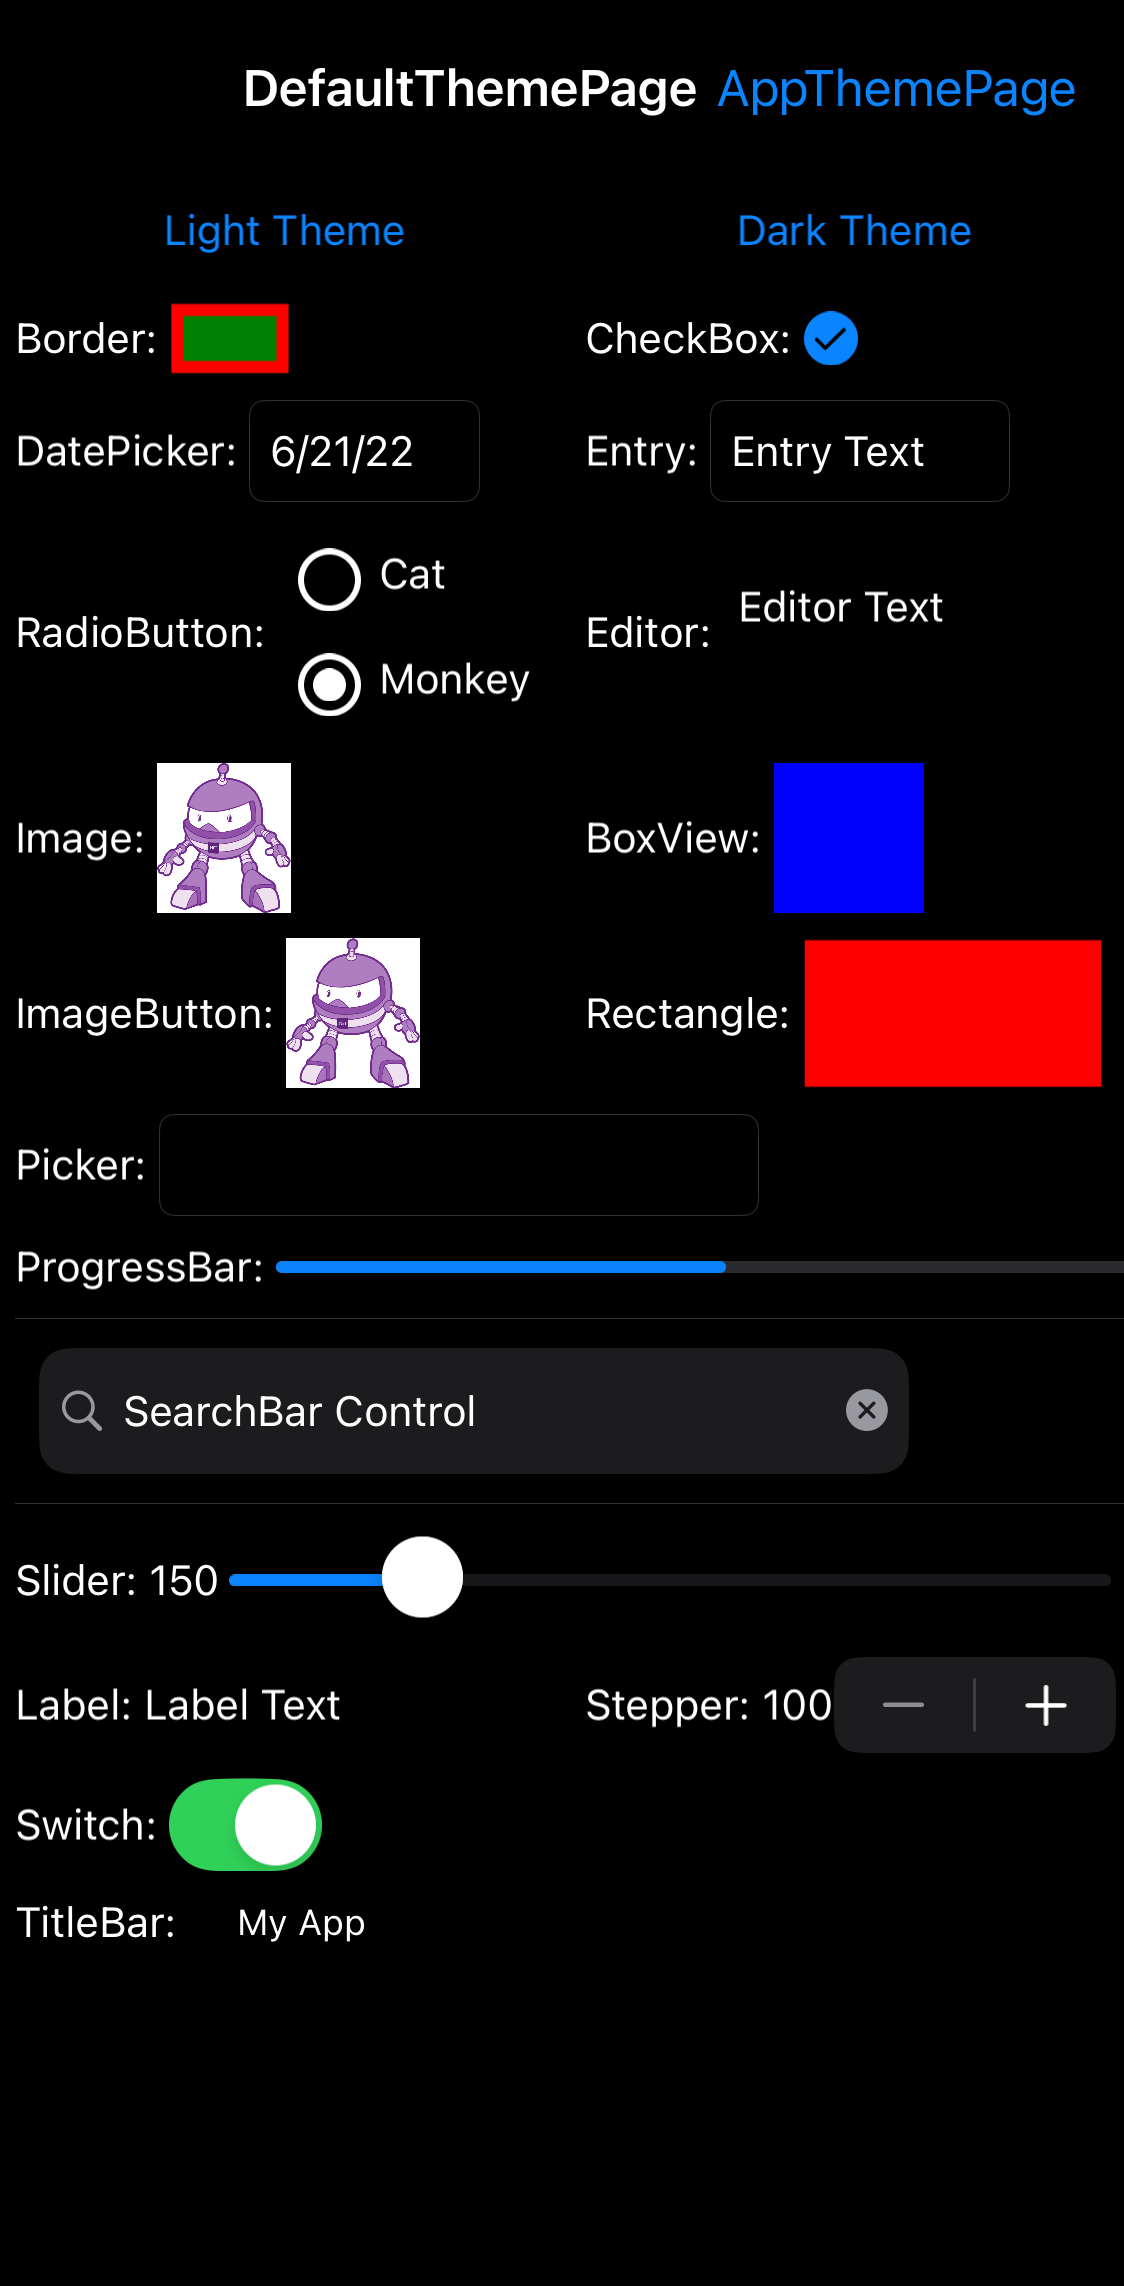 DefaultThemePage AppThemePage
Light Theme Dark Theme
Border: CheckBox:
DatePicker: 6/21/22 Entry: Entry Text
Cat
RadioButton: Editor: Editor Text
Monkey
Image: BoxView:
ImageButton: Rectangle:
Picker:
ProgressBar:
SearchBar Control
Slider: 150
Label: Label Text Stepper: 100
Switch:
TitleBar: My App